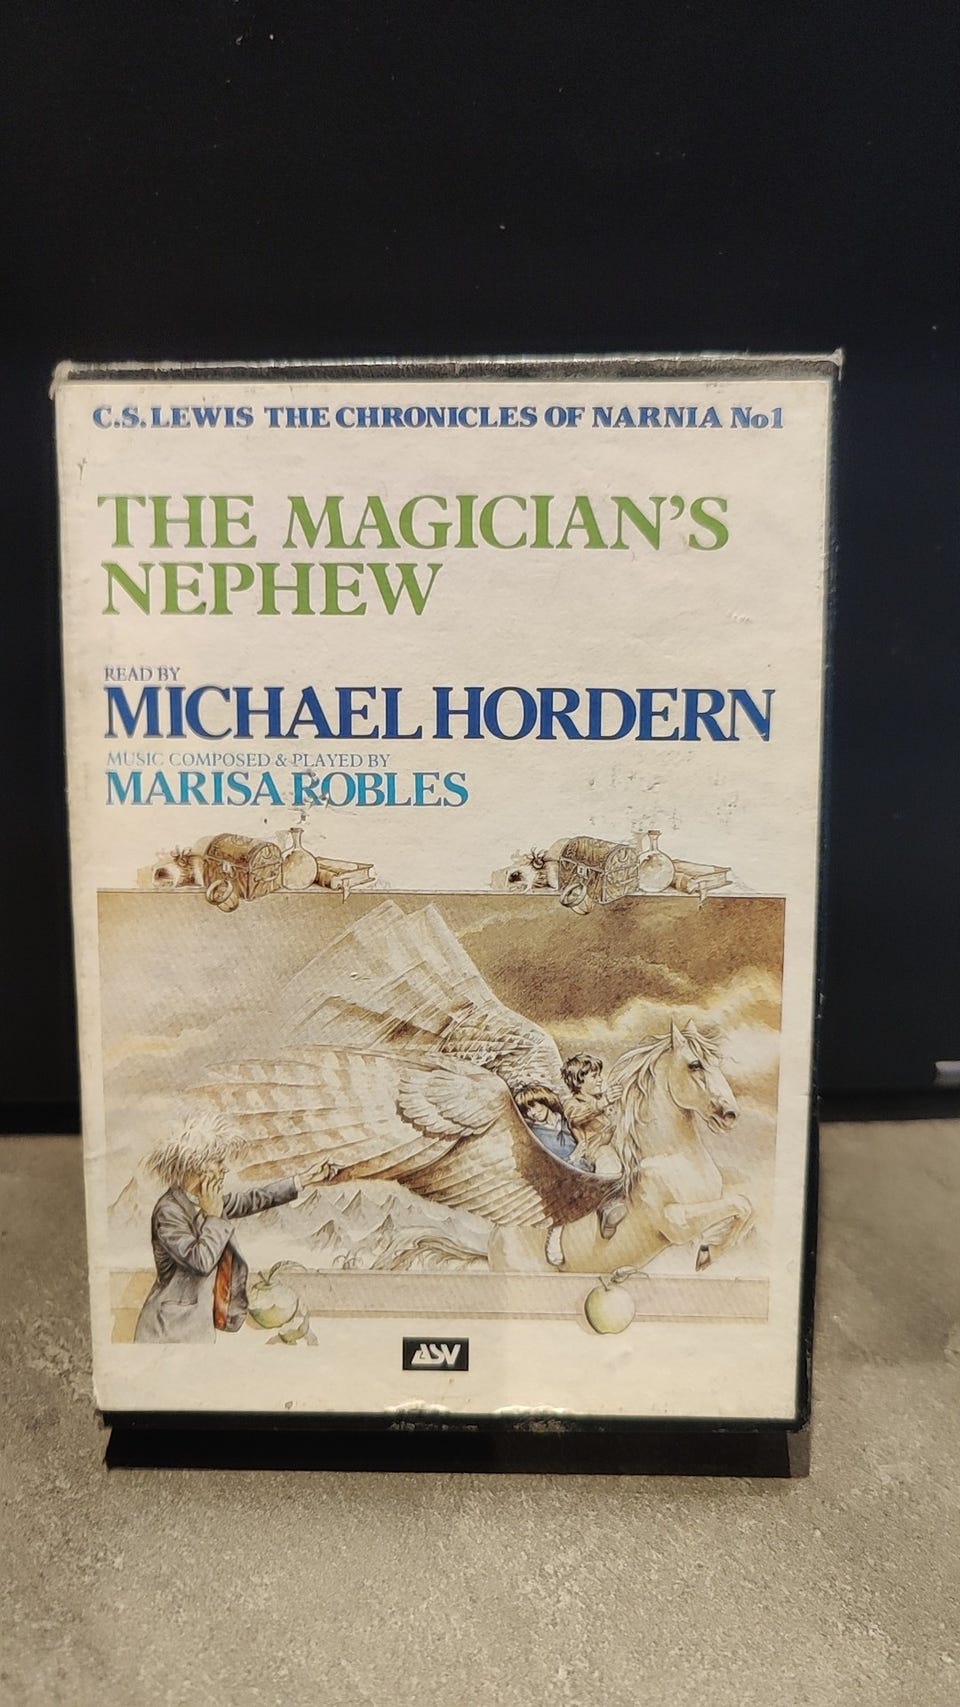 C.S. LEWIS THE CHRONICLES OF NARNIA No1
THE MAGICIAN'S
NEPHEW
READ BY
MICHAEL HORDERN
MUSIC COMPOSED & PLAYED BY
MARISA ROBLES
ASV